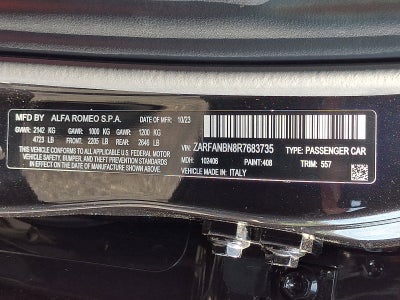 MFD BY ALFA ROMEO S.P.A. 10/23
GVWR: 2142 KG GAWR: 1000 KG GAWR: 1200 KG
4723 LB FRONT: 2205 LB REAR: 2646 LB
THIS VEHICLE CONFORMS TO ALL APPLICABLE U.S. FEDERAL MOTOR
VEHICLE SAFETY, BUMPER, AND THEFT PREVENTION STANDARDS
IN EFFECT ON THE DATE OF MANUFACTURE SHOWN ABOVE.
VIN: ZARFANBN8R7683735 TYPE: PASSENGER CAR
MDH: 102406 PAINT: 408 TRIM: 557
VEHICLE MADE IN: ITALY